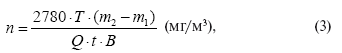 n = 2780 · T · (m₂ − m₁) / Q · t · B (мг/м³), (3)